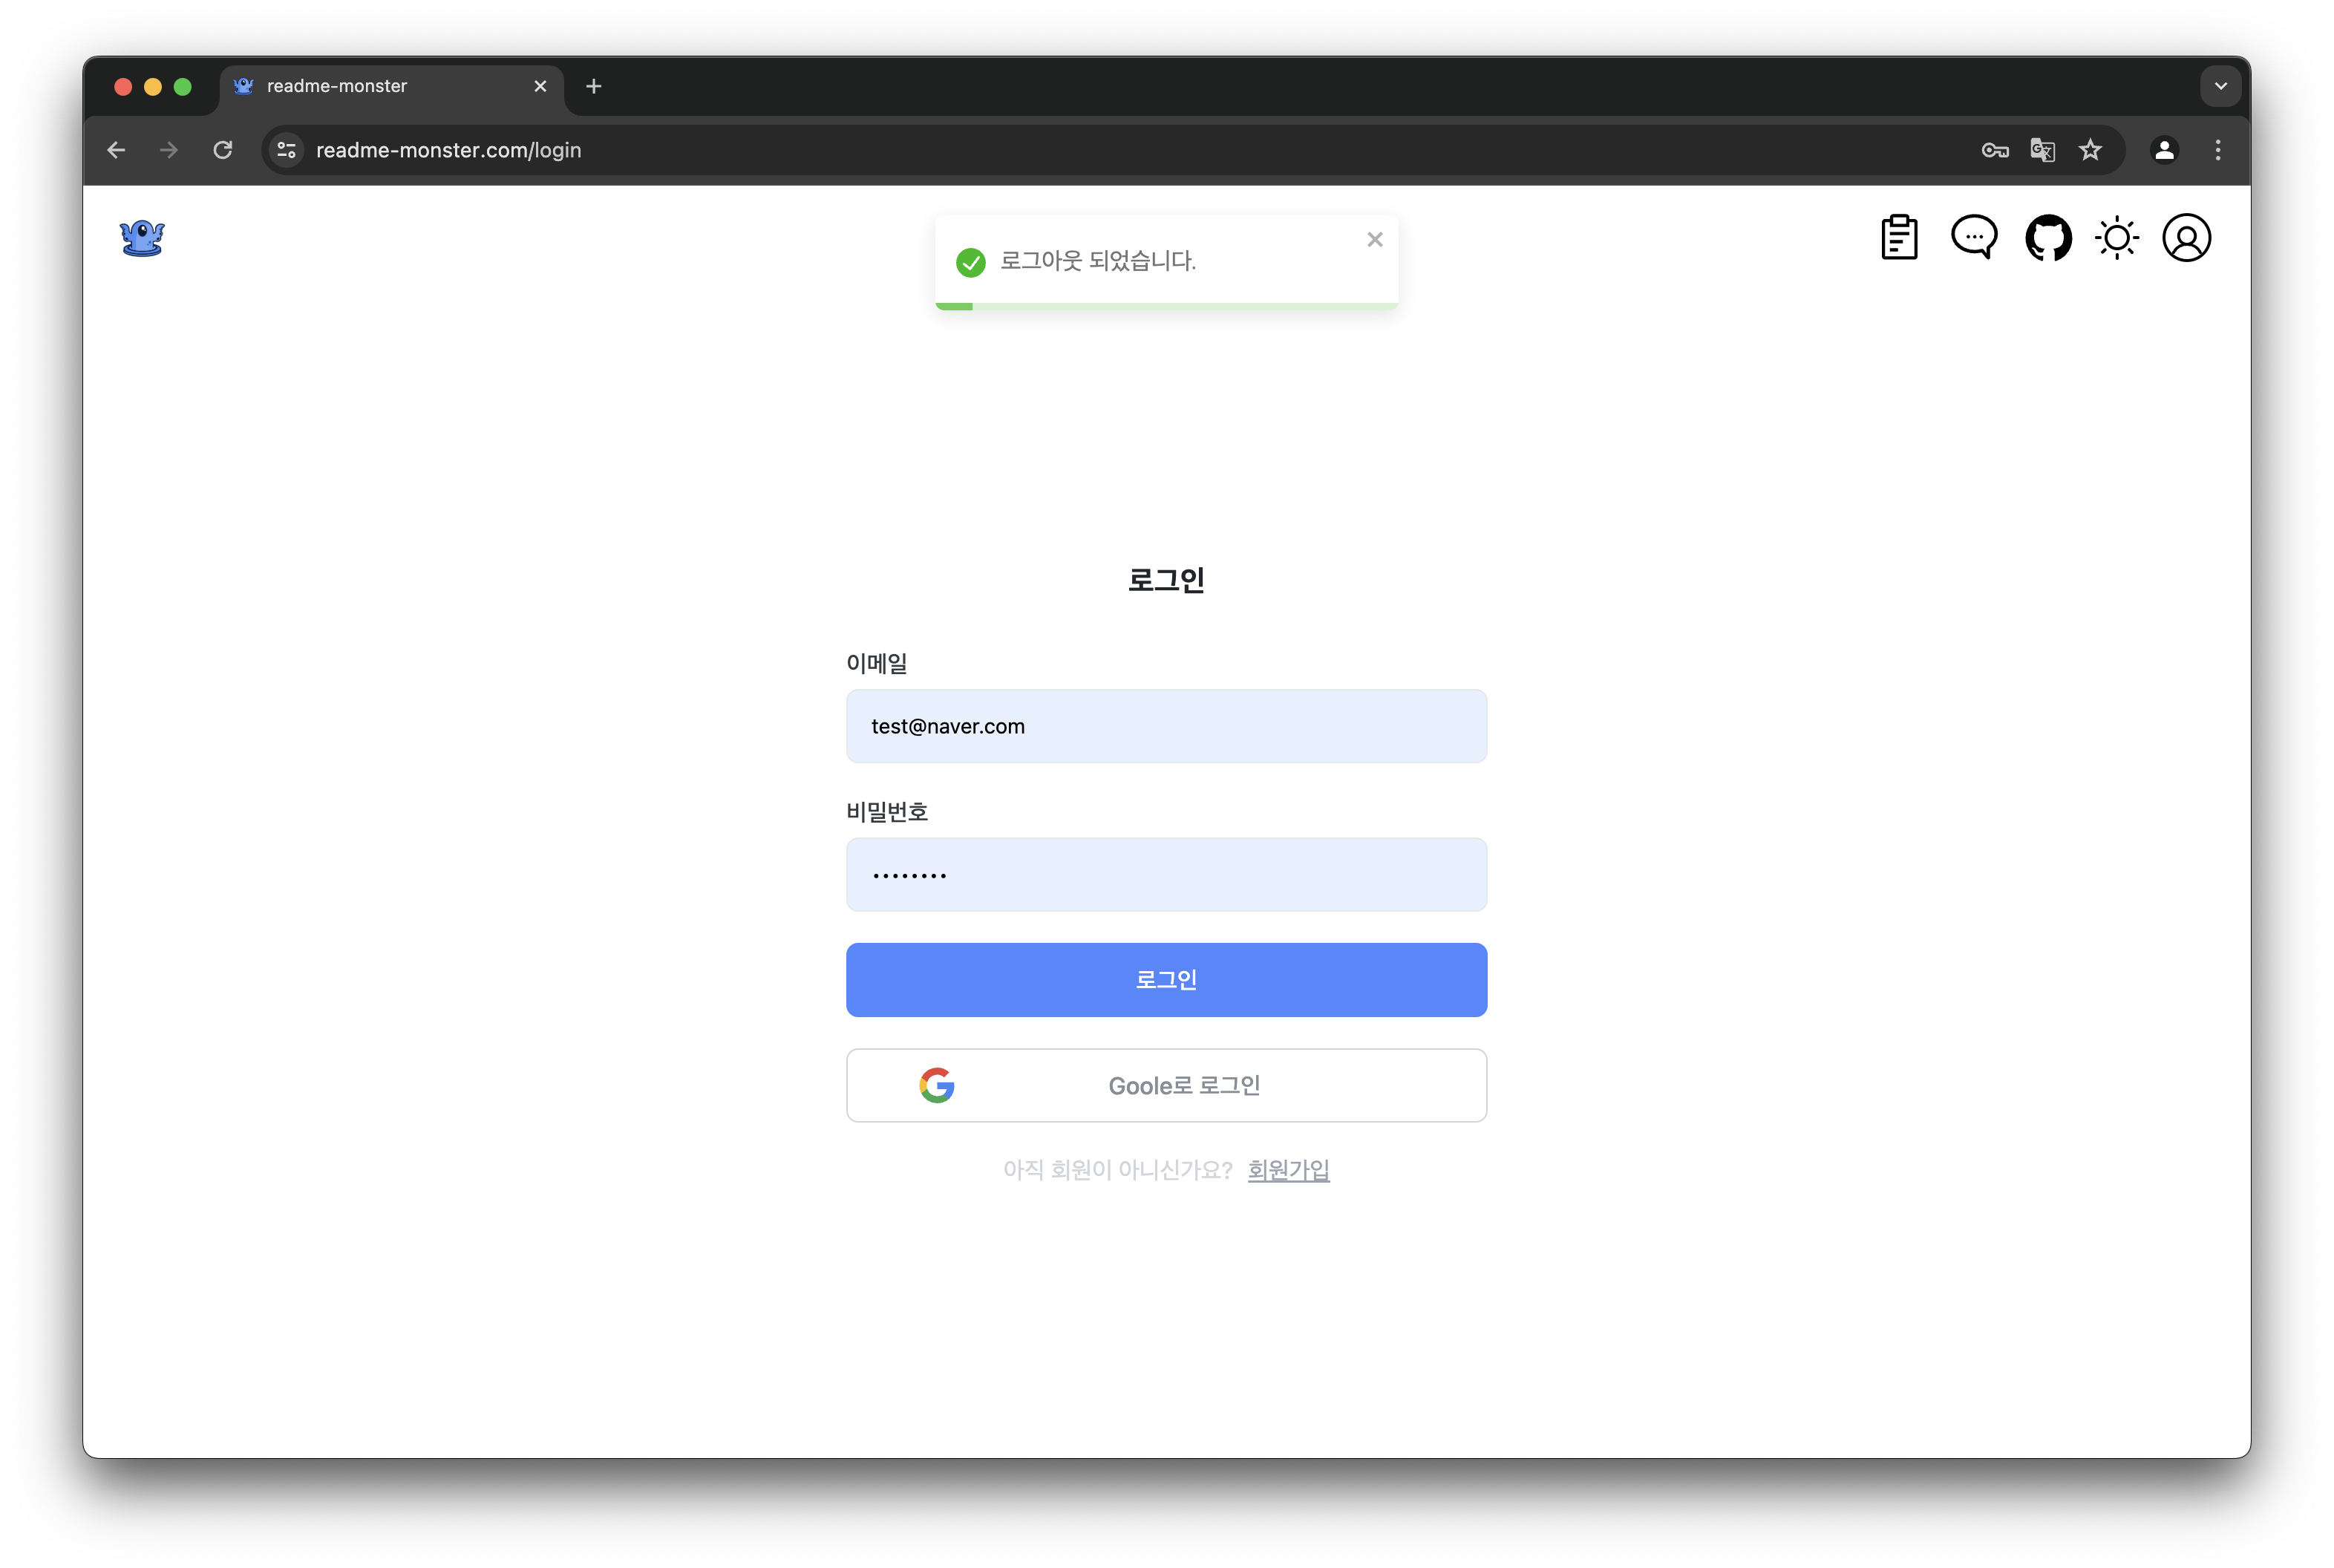 readme-monster
readme-monster.com/login
로그아웃 되었습니다.
로그인
이메일
test@naver.com
비밀번호
••••••••
로그인
Goole로 로그인
아직 회원이 아니신가요? 회원가입